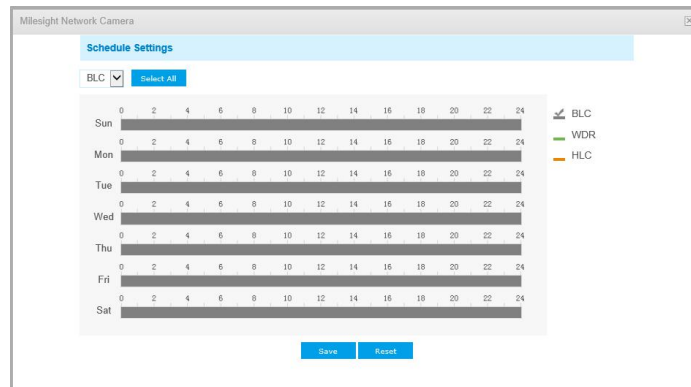 Milesight Network Camera
Schedule Settings
BLC Select All
0 2 4 6 8 10 12 14 16 18 20 22 24
Sun
0 2 4 6 8 10 12 14 16 18 20 22 24
Mon
0 2 4 6 8 10 12 14 16 18 20 22 24
Tue
0 2 4 6 8 10 12 14 16 18 20 22 24
Wed
0 2 4 6 8 10 12 14 16 18 20 22 24
Thu
0 2 4 6 8 10 12 14 16 18 20 22 24
Fri
0 2 4 6 8 10 12 14 16 18 20 22 24
Sat
BLC
WDR
HLC
Save Reset